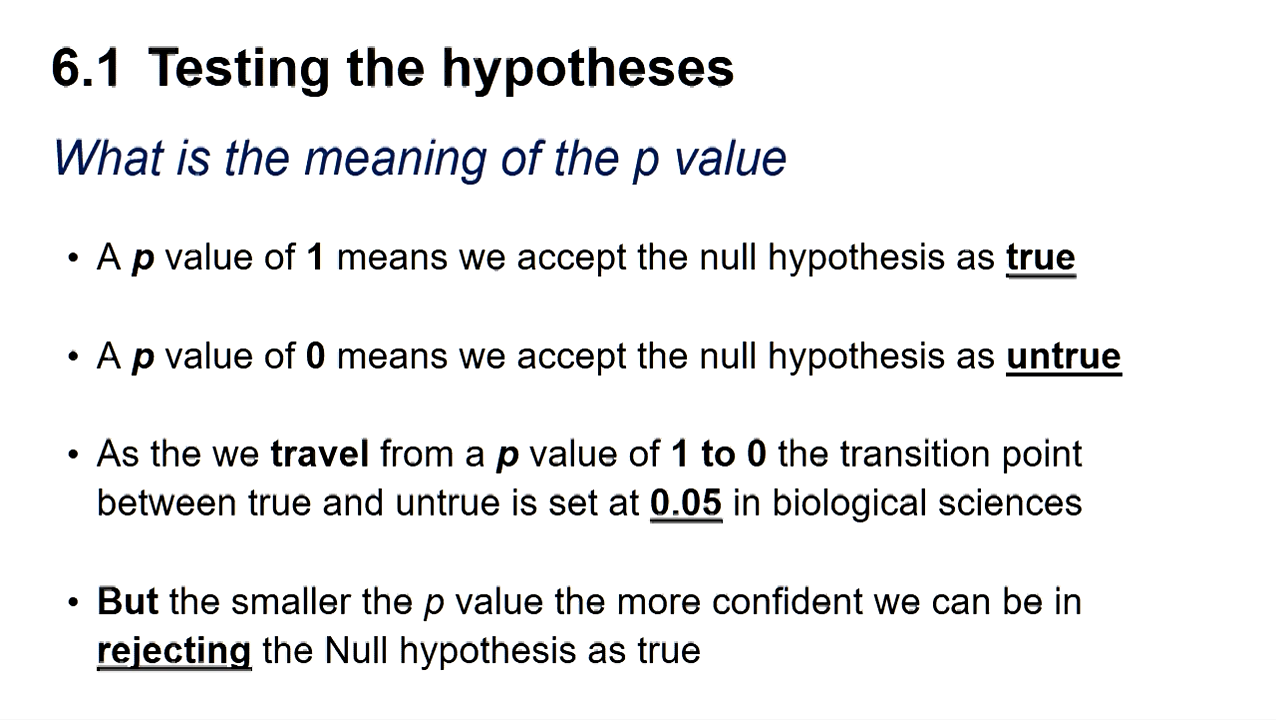 6.1 Testing the hypotheses
What is the meaning of the p value
• A p value of 1 means we accept the null hypothesis as true
• A p value of 0 means we accept the null hypothesis as untrue
• As the we travel from a p value of 1 to 0 the transition point
between true and untrue is set at 0.05 in biological sciences
• But the smaller the p value the more confident we can be in
rejecting the Null hypothesis as true